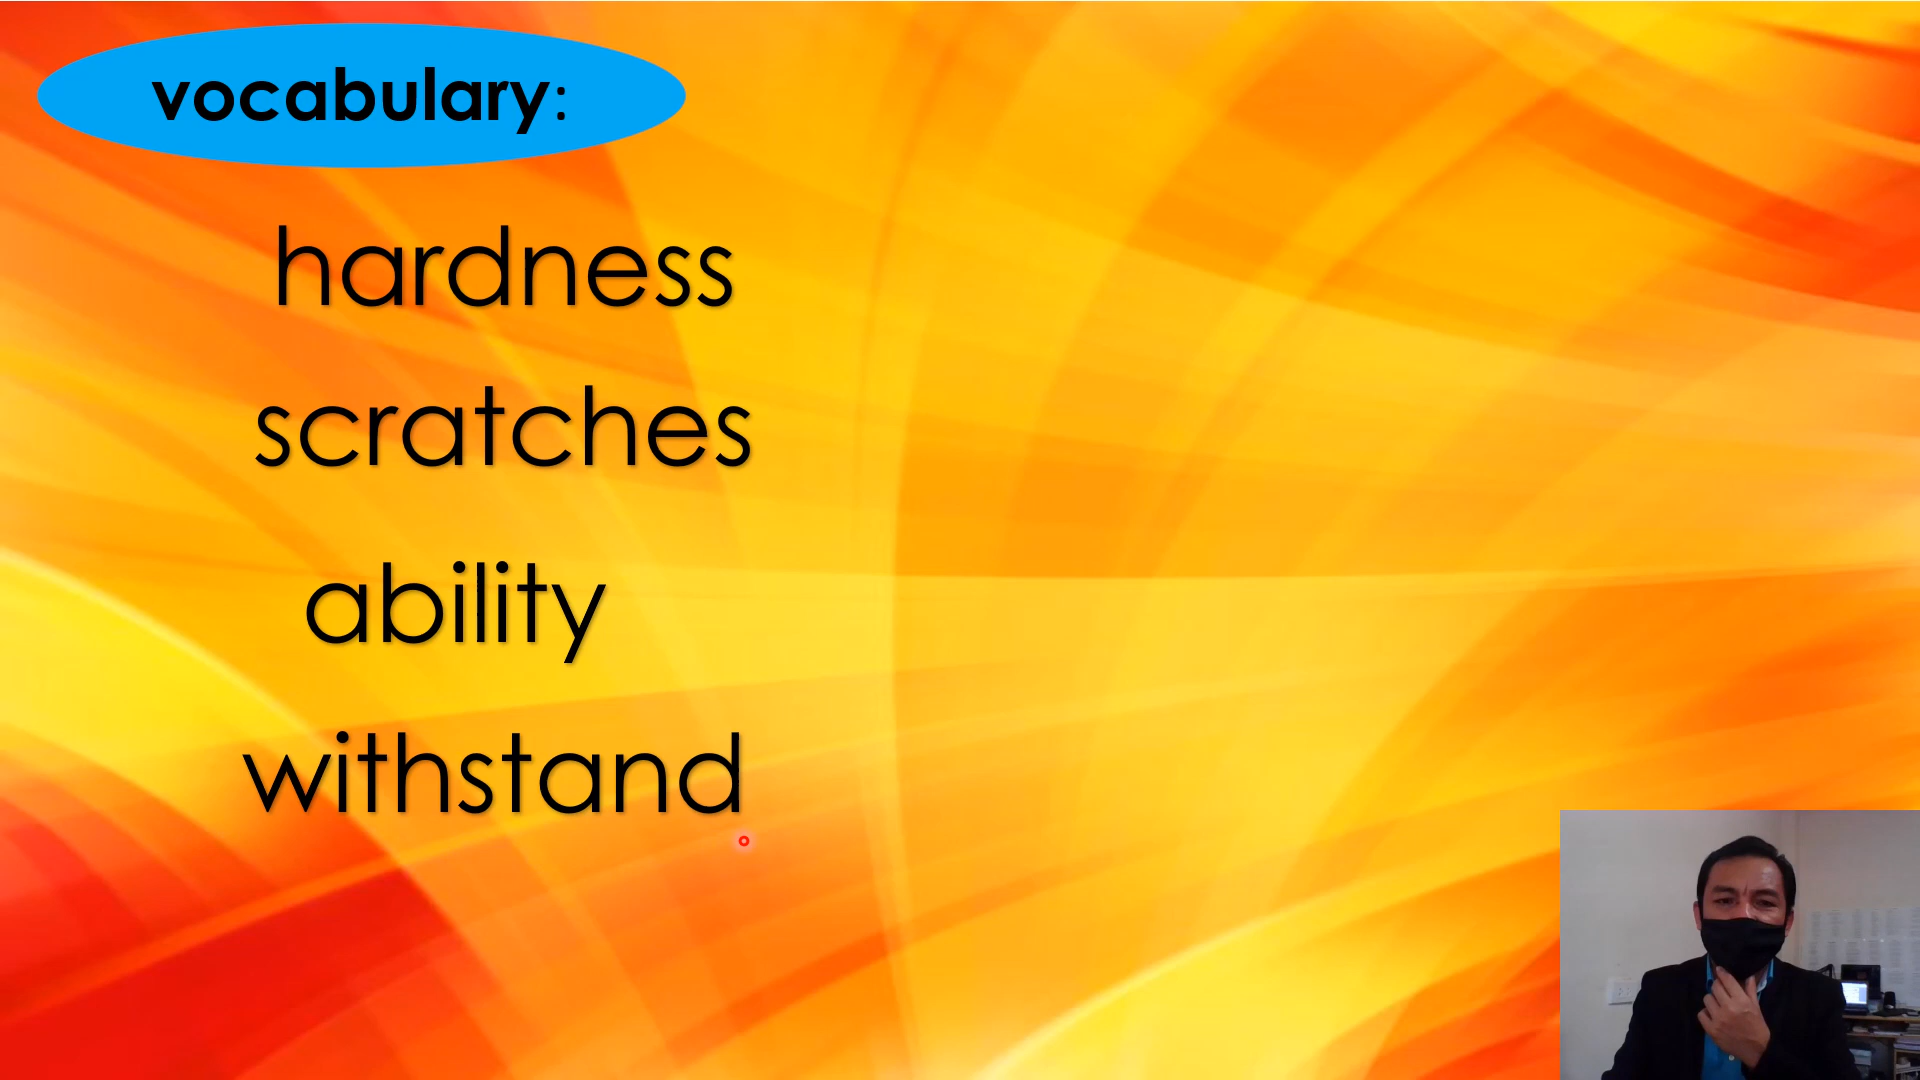 vocabulary:
hardness
scratches
ability
withstand